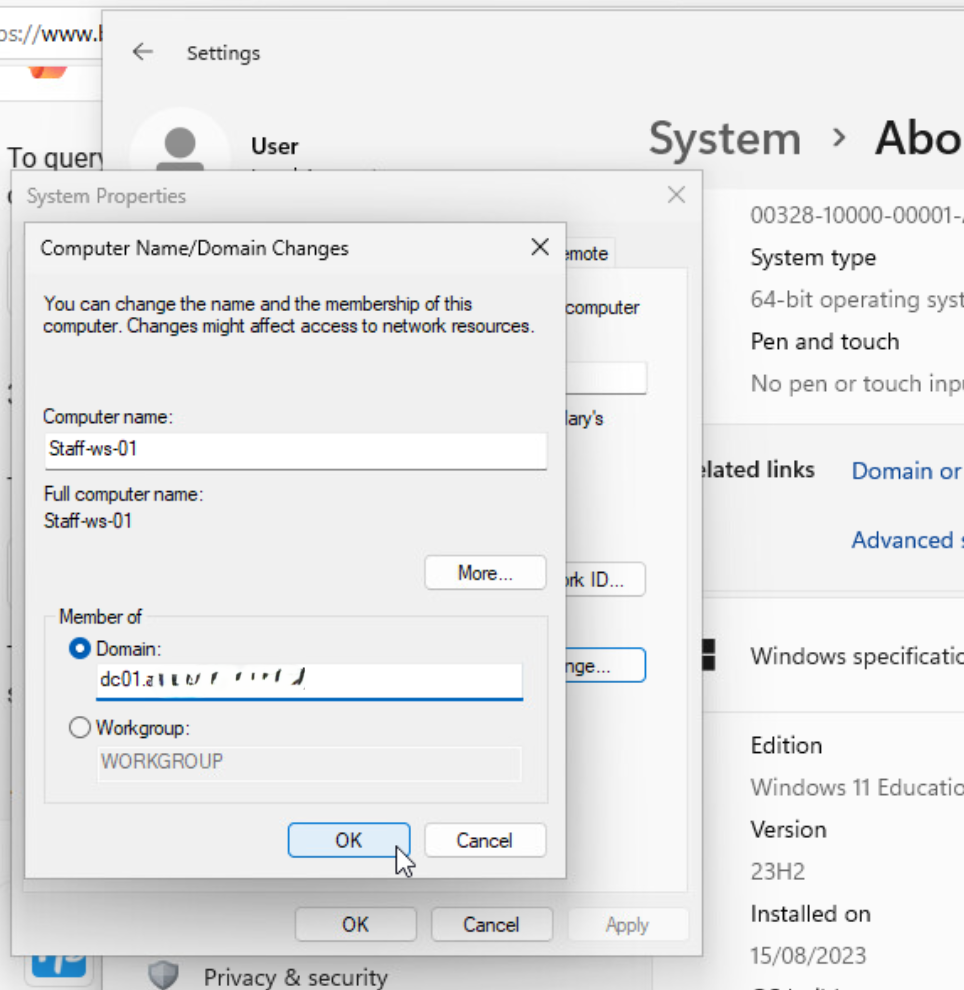 ps://www.
Settings
User
System > Abo
To query
System Properties
00328-10000-00001-
Computer Name/Domain Changes
emote
System type
64-bit operating syst
You can change the name and the membership of this
computer. Changes might affect access to network resources.
computer
Pen and touch
No pen or touch inpu
Computer name:
ary's
Staff-ws-01
elated links
Domain or
Full computer name:
Staff-ws-01
Advanced s
More...
ork ID...
Member of
Domain:
Windows specificatio
dc01.a
nge...
Workgroup:
WORKGROUP
Edition
Windows 11 Educatio
Version
OK
Cancel
23H2
Installed on
OK
Cancel
Apply
15/08/2023
Privacy & security